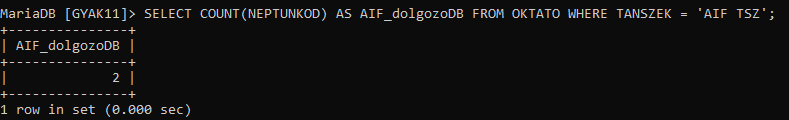 MariaDB [GYAK11]> SELECT COUNT(NEPTUNKOD) AS AIF_dolgozoDB FROM OKTATO WHERE TANSZEK = 'AIF TSZ';
+---------------+
| AIF_dolgozoDB |
+---------------+
|             2 |
+---------------+
1 row in set (0.000 sec)